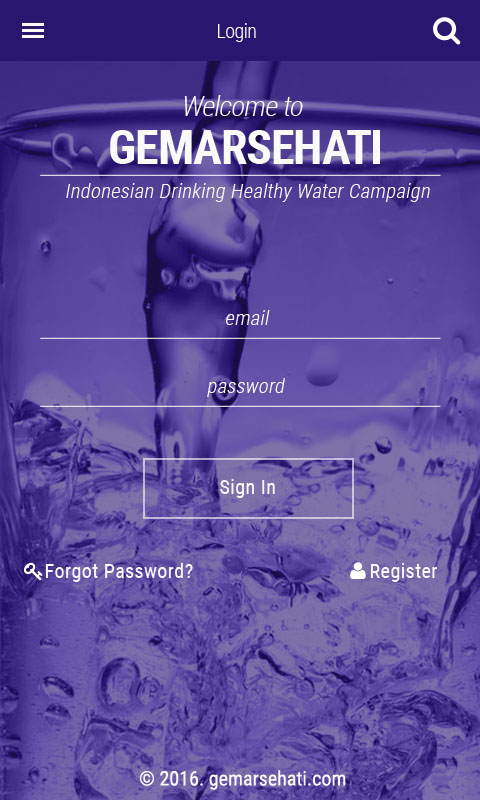 Login
Welcome to
GEMARSEHATI
Indonesian Drinking Healthy Water Campaign
email
password
Sign In
Forgot Password? Register
© 2016. gemarsehati.com